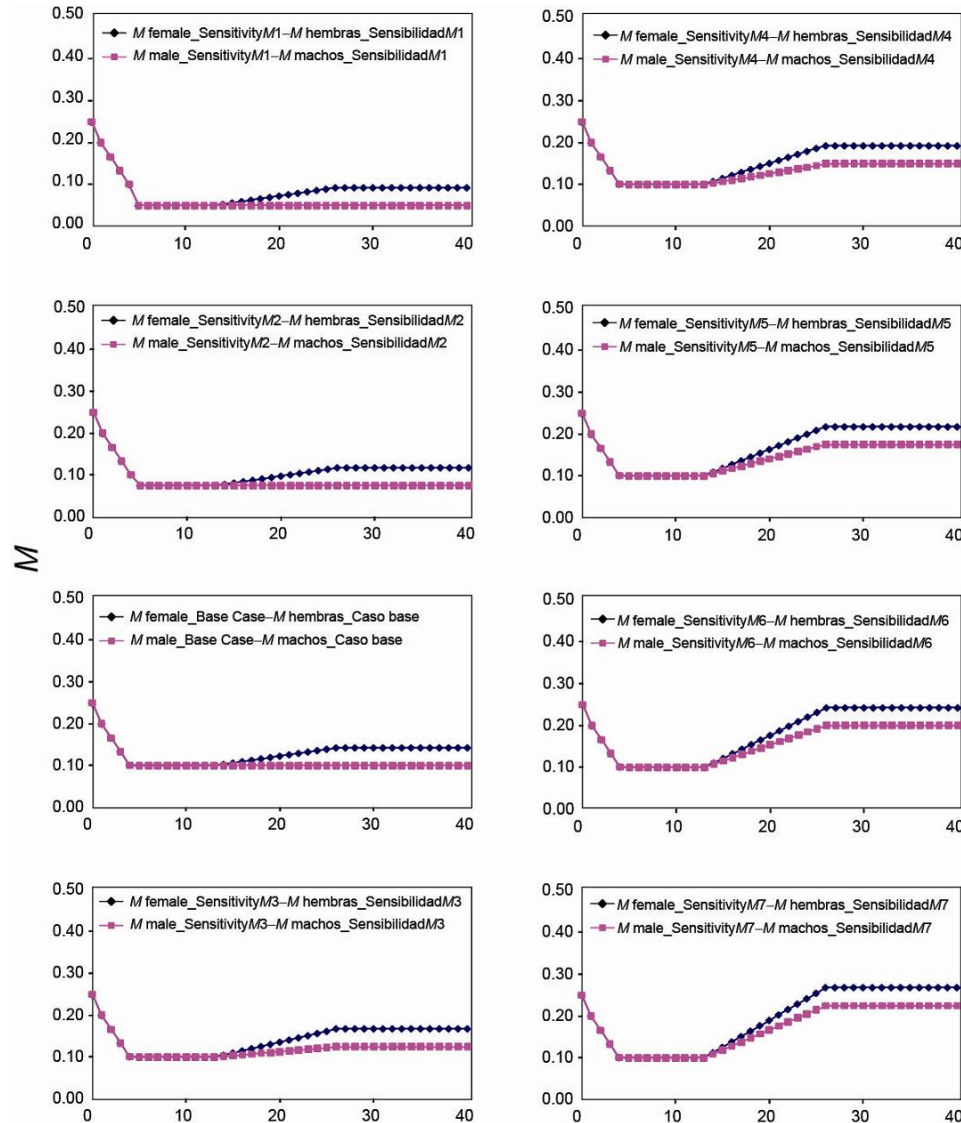 0.50
M female_SensitivityM1–M hembras_SensibilidadM1
M male_SensitivityM1–M machos_SensibilidadM1
0.40
0.30
0.20
0.10
0.00
0 10 20 30 40
0.50
M female_SensitivityM2–M hembras_SensibilidadM2
M male_SensitivityM2–M machos_SensibilidadM2
0.40
0.30
0.20
0.10
0.00
0 10 20 30 40
M
0.50
M female_Base Case–M hembras_Caso base
M male_Base Case–M machos_Caso base
0.40
0.30
0.20
0.10
0.00
0 10 20 30 40
0.50
M female_SensitivityM3–M hembras_SensibilidadM3
M male_SensitivityM3–M machos_SensibilidadM3
0.40
0.30
0.20
0.10
0.00
0 10 20 30 40
0.50
M female_SensitivityM4–M hembras_SensibilidadM4
M male_SensitivityM4–M machos_SensibilidadM4
0.40
0.30
0.20
0.10
0.00
0 10 20 30 40
0.50
M female_SensitivityM5–M hembras_SensibilidadM5
M male_SensitivityM5–M machos_SensibilidadM5
0.40
0.30
0.20
0.10
0.00
0 10 20 30 40
0.50
M female_SensitivityM6–M hembras_SensibilidadM6
M male_SensitivityM6–M machos_SensibilidadM6
0.40
0.30
0.20
0.10
0.00
0 10 20 30 40
0.50
M female_SensitivityM7–M hembras_SensibilidadM7
M male_SensitivityM7–M machos_SensibilidadM7
0.40
0.30
0.20
0.10
0.00
0 10 20 30 40